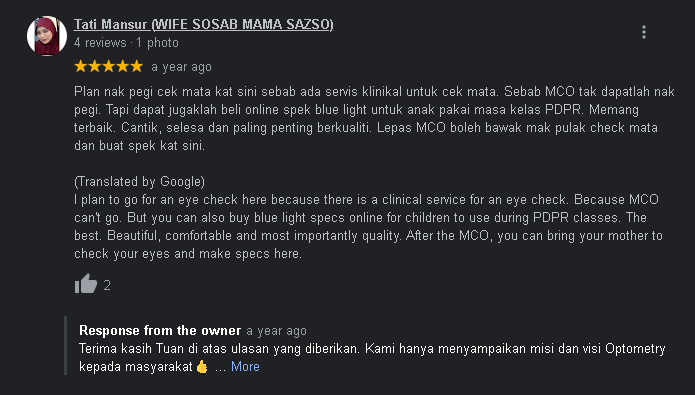 Tati Mansur (WIFE SOSAB MAMA SAZSO)
4 reviews · 1 photo
a year ago
Plan nak pegi cek mata kat sini sebab ada servis klinikal untuk cek mata. Sebab MCO tak dapatlah nak
pegi. Tapi dapat jugaklah beli online spek blue light untuk anak pakai masa kelas PDPR. Memang
terbaik. Cantik, selesa dan paling penting berkualiti. Lepas MCO boleh bawak mak pulak check mata
dan buat spek kat sini.
(Translated by Google)
I plan to go for an eye check here because there is a clinical service for an eye check. Because MCO
can't go. But you can also buy blue light specs online for children to use during PDPR classes. The
best. Beautiful, comfortable and most importantly quality. After the MCO, you can bring your mother to
check your eyes and make specs here.
2
Response from the owner a year ago
Terima kasih Tuan di atas ulasan yang diberikan. Kami hanya menyampaikan misi dan visi Optometry
kepada masyarakat👍 ... More